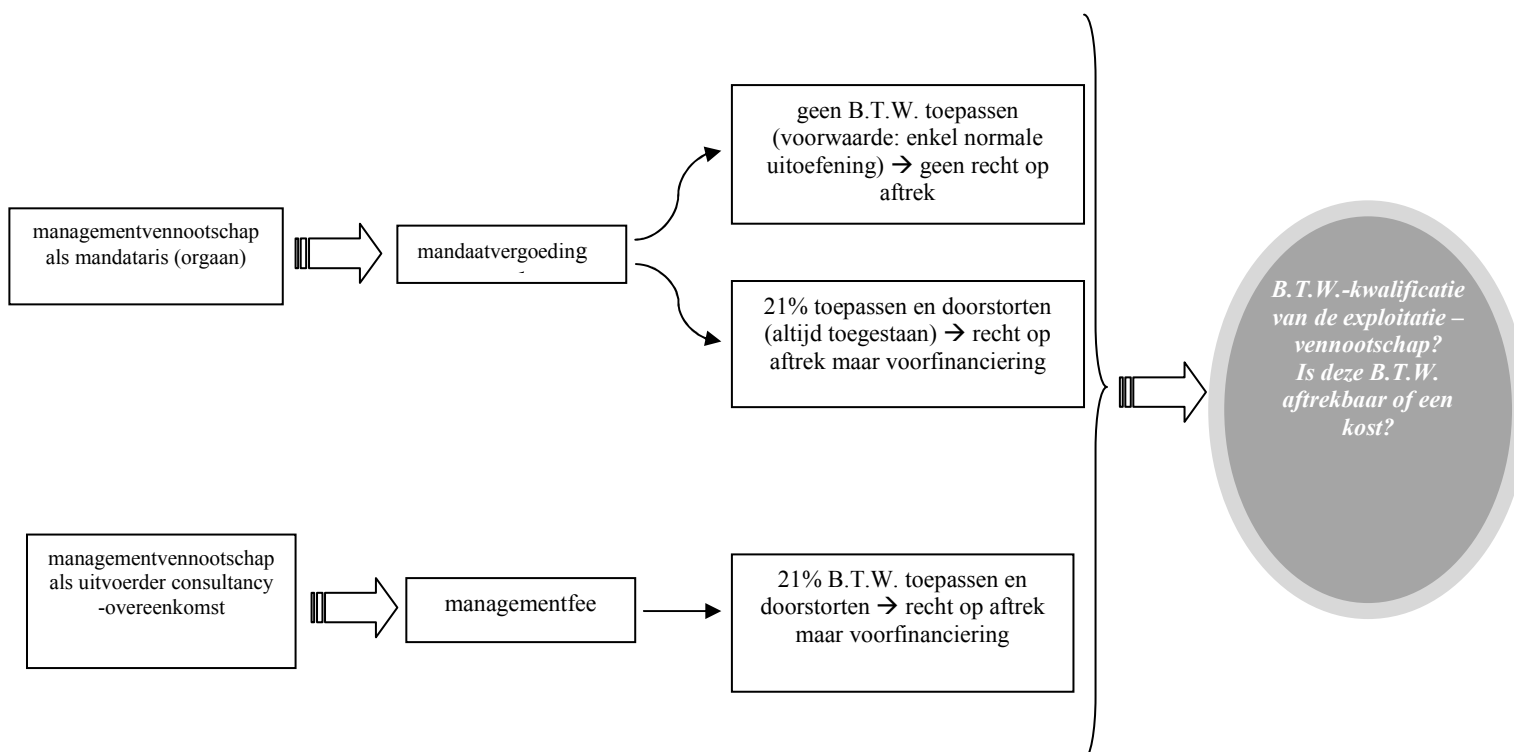 managementvennootschap
als mandataris (orgaan)
mandaatvergoeding
geen B.T.W. toepassen
(voorwaarde: enkel normale
uitoefening) → geen recht op
aftrek
21% toepassen en doorstorten
(altijd toegestaan) → recht op
aftrek maar voorfinanciering
managementvennootschap
als uitvoerder consultancy
-overeenkomst
managementfee
21% B.T.W. toepassen en
doorstorten → recht op aftrek
maar voorfinanciering
B.T.W.-kwalificatie
van de exploitatie –
vennootschap?
Is deze B.T.W.
aftrekbaar of een
kost?